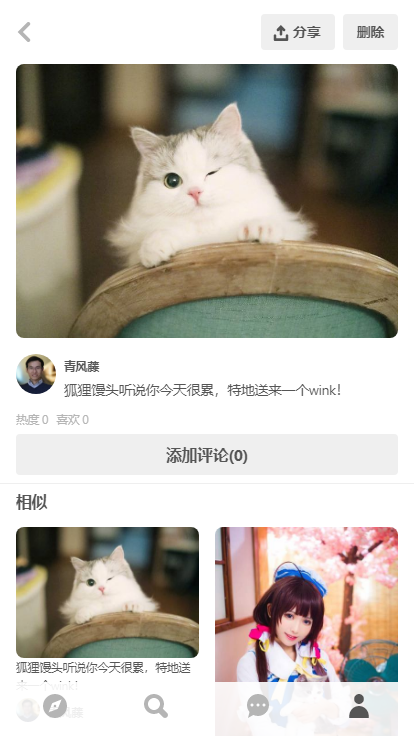 分享
删除
青风藤
狐狸馒头听说你今天很累，特地送来一个wink！
热度 0 喜欢 0
添加评论(0)
相似
狐狸馒头听说你今天很累，特地送